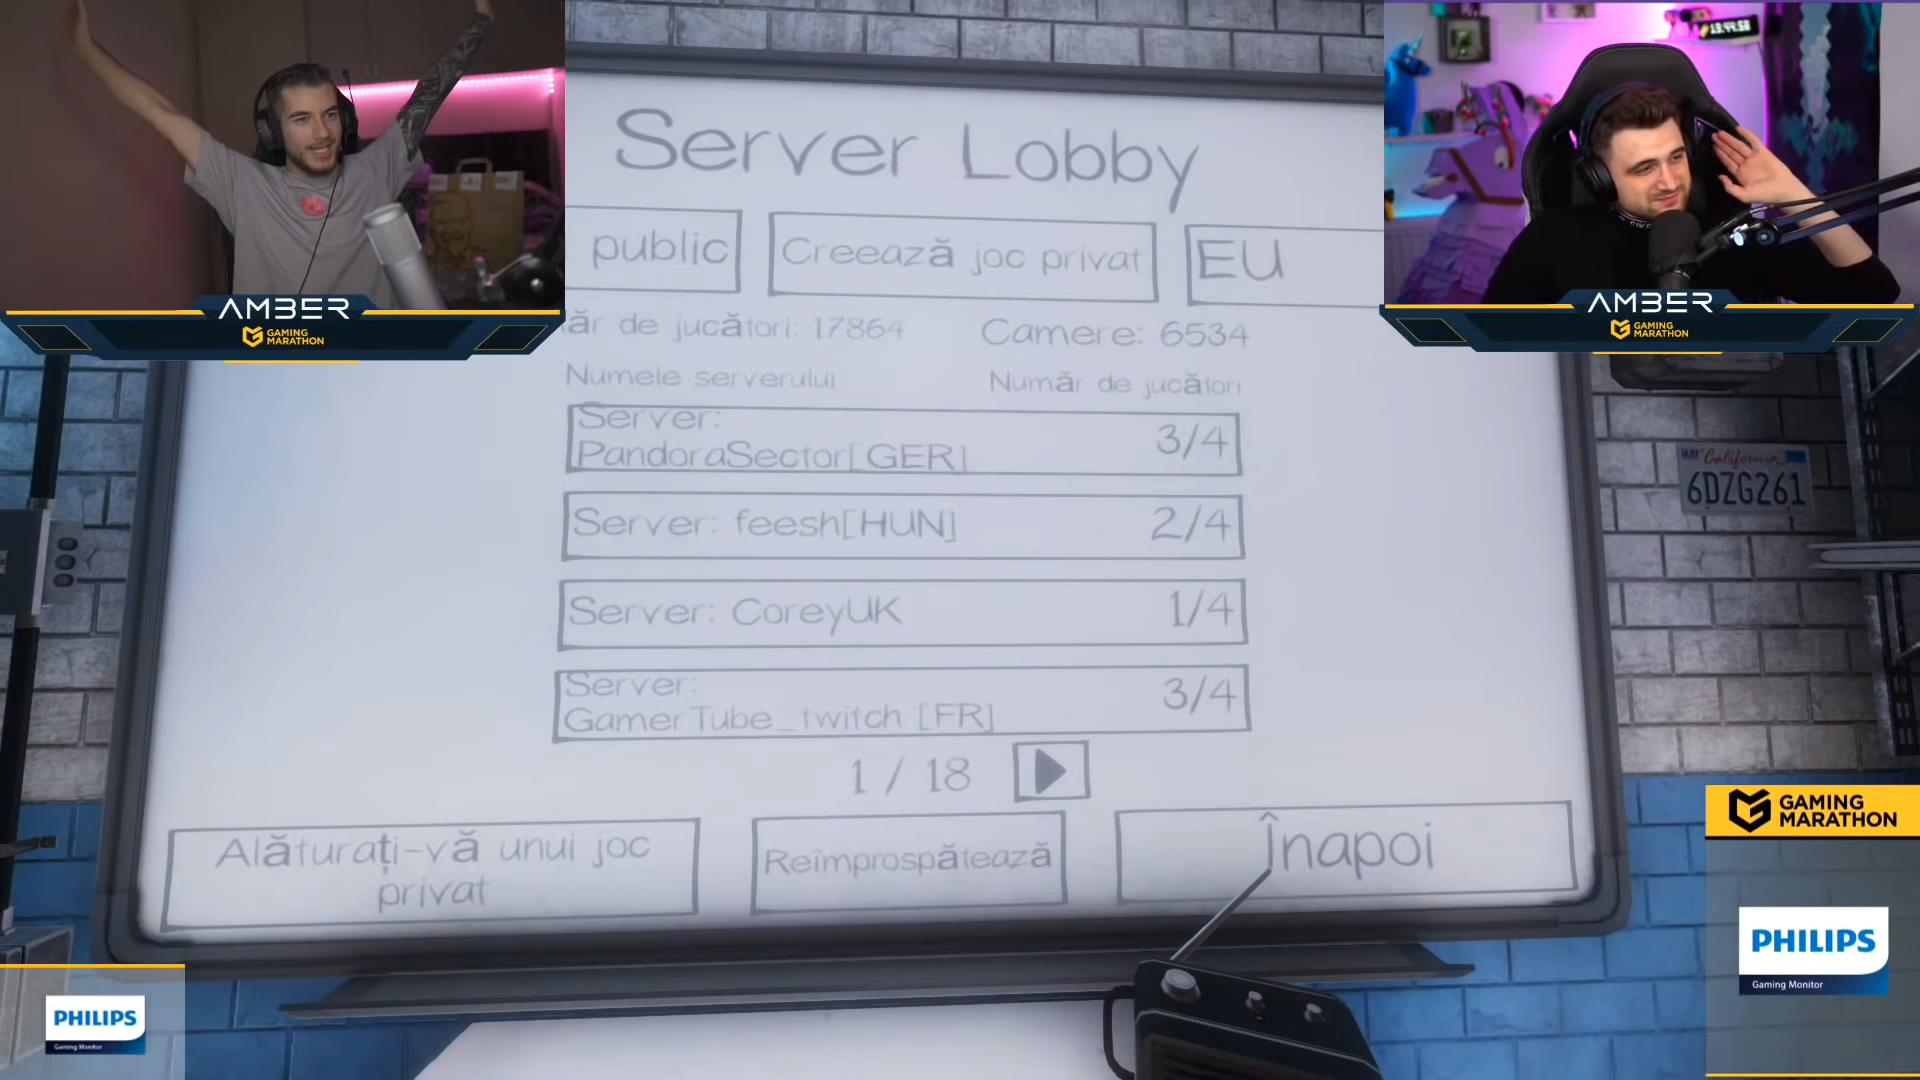 13:44:58
Server Lobby
public
Creează joc privat
EU
AMBER
GAMING
MARATHON
AMBER
GAMING
MARATHON
ăr de jucători: 17864
Camere: 6534
Numele serverului
Număr de jucători
Server:
PandoraSector[GER]
3/4
California
6DZG261
Server: feesh[HUN]
2/4
Server: CoreyUK
1/4
Server:
GamerTube_twitch [FR]
3/4
1 / 18
GAMING
MARATHON
Alăturați-vă unui joc
privat
Reîmprospătează
Înapoi
PHILIPS
Gaming Monitor
PHILIPS
Gaming Monitor